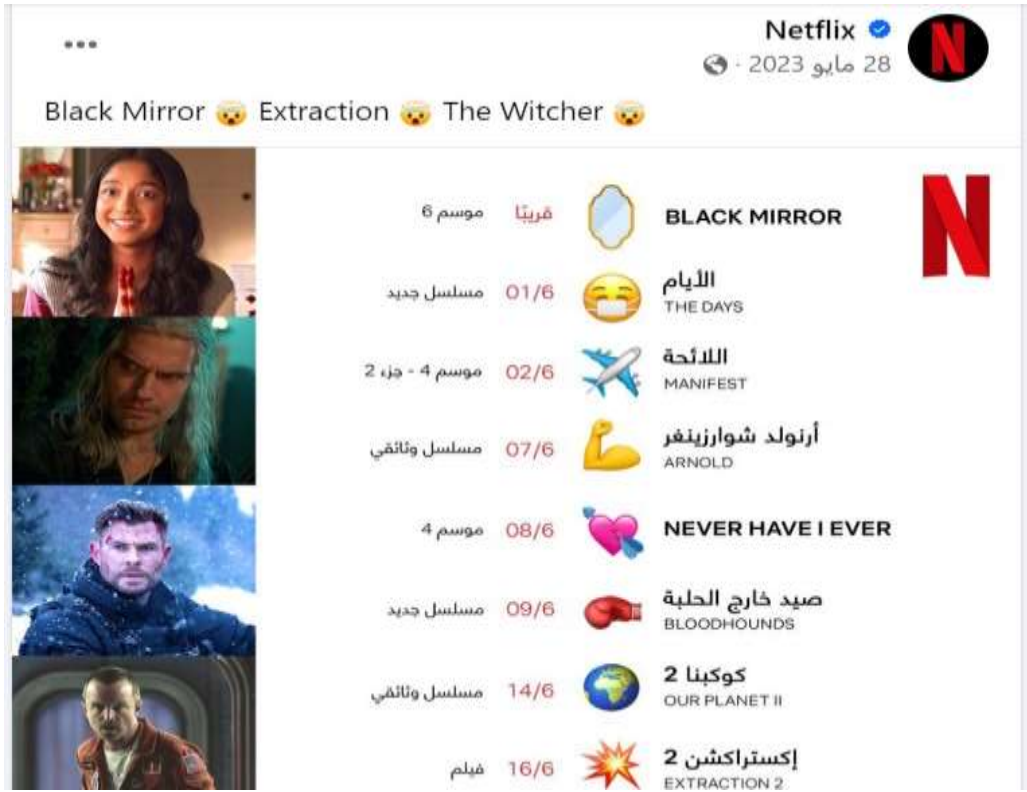 Netflix
28 مايو 2023
Black Mirror 🤯 Extraction 🤯 The Witcher 🤯
BLACK MIRROR قريبًا موسم 6
الأيام
THE DAYS
01/6 مسلسل جديد
اللائحة
MANIFEST
02/6 موسم 4 - جزء 2
أرنولد شوارزينغر
ARNOLD
07/6 مسلسل وثائقي
NEVER HAVE I EVER 08/6 موسم 4
صيد خارج الحلبة
BLOODHOUNDS
09/6 مسلسل جديد
كوكبنا 2
OUR PLANET II
14/6 مسلسل وثائقي
إكستراكشن 2
EXTRACTION 2
16/6 فيلم